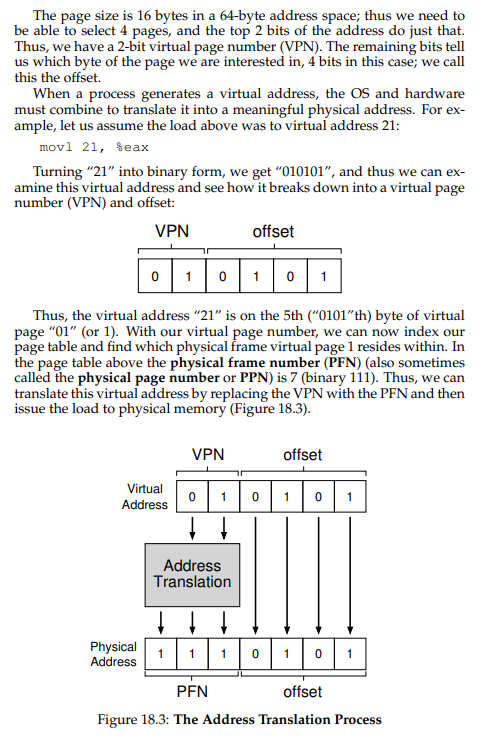 The page size is 16 bytes in a 64-byte address space; thus we need to
be able to select 4 pages, and the top 2 bits of the address do just that.
Thus, we have a 2-bit virtual page number (VPN). The remaining bits tell
us which byte of the page we are interested in, 4 bits in this case; we call
this the offset.
When a process generates a virtual address, the OS and hardware
must combine to translate it into a meaningful physical address. For ex-
ample, let us assume the load above was to virtual address 21:
movl 21, %eax
Turning “21” into binary form, we get “010101”, and thus we can ex-
amine this virtual address and see how it breaks down into a virtual page
number (VPN) and offset:
VPN offset
0 1 0 1 0 1
Thus, the virtual address “21” is on the 5th (“0101”th) byte of virtual
page “01” (or 1). With our virtual page number, we can now index our
page table and find which physical frame virtual page 1 resides within. In
the page table above the physical frame number (PFN) (also sometimes
called the physical page number or PPN) is 7 (binary 111). Thus, we can
translate this virtual address by replacing the VPN with the PFN and then
issue the load to physical memory (Figure 18.3).
VPN offset
Virtual
Address
0 1 0 1 0 1
Address
Translation
Physical
Address
1 1 1 0 1 0 1
PFN offset
Figure 18.3: The Address Translation Process